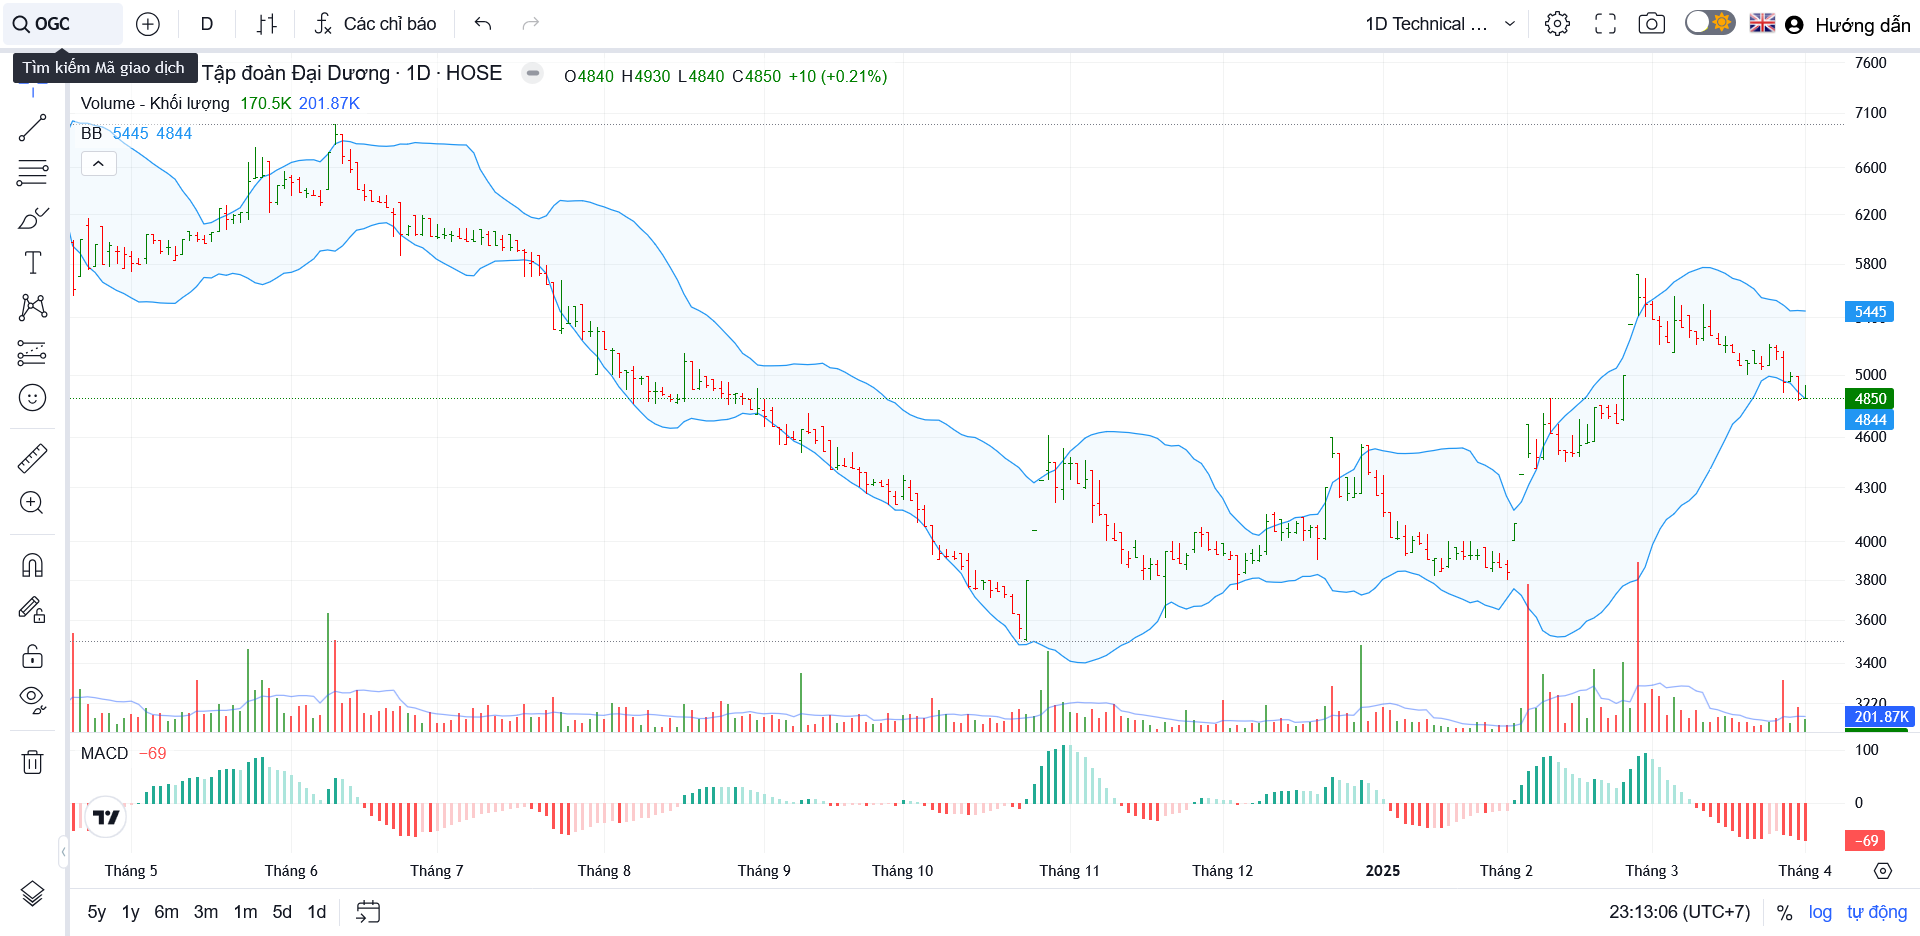 OGC
D
Các chỉ báo
1D Technical ...
Hướng dẫn
Tìm kiếm Mã giao dịch
Tập đoàn Đại Dương · 1D · HOSE
O4840 H4930 L4840 C4850 +10 (+0.21%)
Volume - Khối lượng 170.5K 201.87K
BB 5445 4844
7600
7100
6600
6200
5800
5445
5000
4850
4844
4600
4300
4000
3800
3600
3400
3220
201.87K
MACD −69
100
0
−69
Tháng 5 Tháng 6 Tháng 7 Tháng 8 Tháng 9 Tháng 10 Tháng 11 Tháng 12 2025 Tháng 2 Tháng 3 Tháng 4
5y 1y 6m 3m 1m 5d 1d
23:13:06 (UTC+7) % log tự động